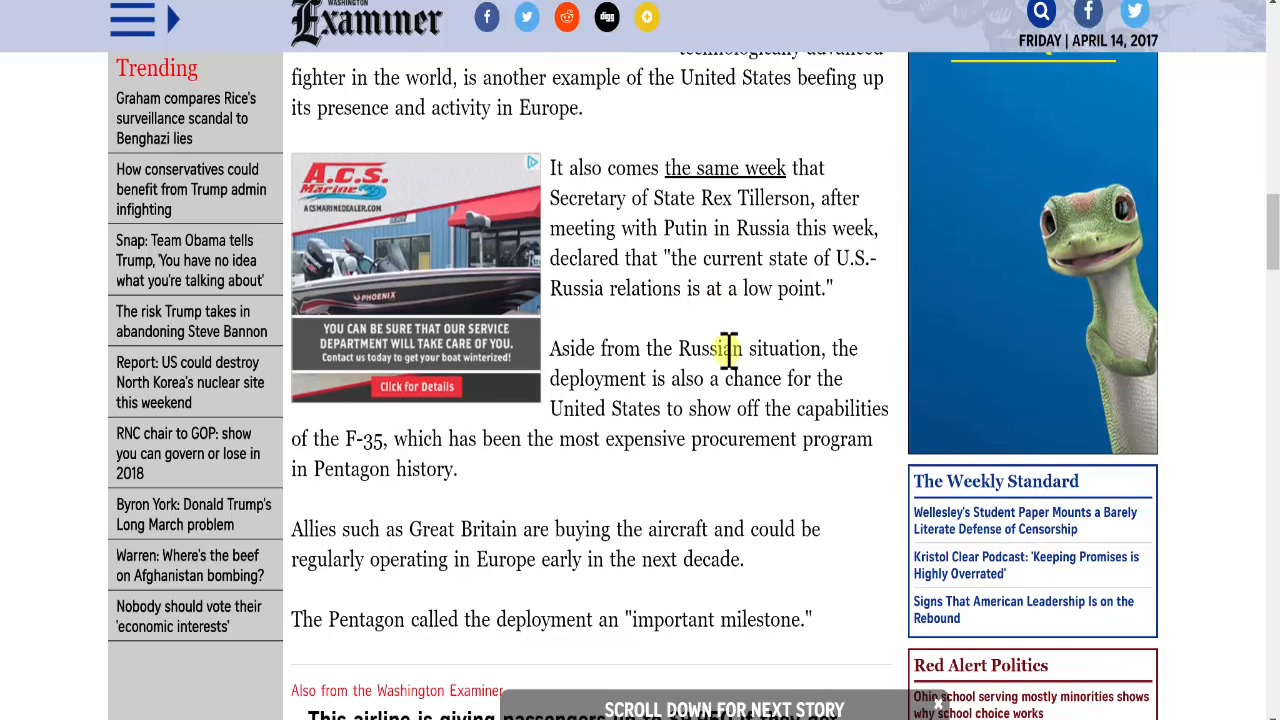 WASHINGTON
Examiner
digg
FRIDAY | APRIL 14, 2017
Trending
Graham compares Rice's
surveillance scandal to
Benghazi lies
How conservatives could
benefit from Trump admin
infighting
Snap: Team Obama tells
Trump, 'You have no idea
what you're talking about'
The risk Trump takes in
abandoning Steve Bannon
Report: US could destroy
North Korea's nuclear site
this weekend
RNC chair to GOP: show
you can govern or lose in
2018
Byron York: Donald Trump's
Long March problem
Warren: Where's the beef
on Afghanistan bombing?
Nobody should vote their
'economic interests'
technologically advanced
fighter in the world, is another example of the United States beefing up
its presence and activity in Europe.
A.C.S.
Marine
ACSMARINEDEALER.COM
PHOENIX
YOU CAN BE SURE THAT OUR SERVICE
DEPARTMENT WILL TAKE CARE OF YOU.
Contact us today to get your boat winterized!
Click for Details
It also comes the same week that
Secretary of State Rex Tillerson, after
meeting with Putin in Russia this week,
declared that "the current state of U.S.-
Russia relations is at a low point."
Aside from the Russian situation, the
deployment is also a chance for the
United States to show off the capabilities
of the F-35, which has been the most expensive procurement program
in Pentagon history.
Allies such as Great Britain are buying the aircraft and could be
regularly operating in Europe early in the next decade.
The Pentagon called the deployment an "important milestone."
Also from the Washington Examiner
This airline is giving passengers up to
SCROLL DOWN FOR NEXT STORY
x
The Weekly Standard
Wellesley's Student Paper Mounts a Barely
Literate Defense of Censorship
Kristol Clear Podcast: 'Keeping Promises is
Highly Overrated'
Signs That American Leadership Is on the
Rebound
Red Alert Politics
Ohio school serving mostly minorities shows
why school choice works